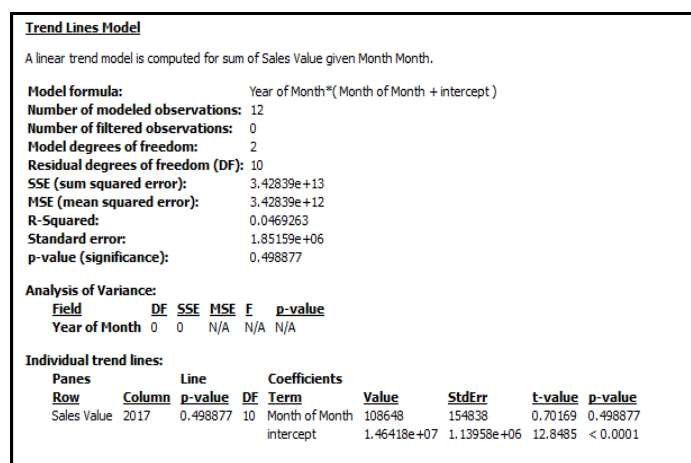 Trend Lines Model
A linear trend model is computed for sum of Sales Value given Month Month.
Model formula: Year of Month*( Month of Month + intercept )
Number of modeled observations: 12
Number of filtered observations: 0
Model degrees of freedom: 2
Residual degrees of freedom (DF): 10
SSE (sum squared error): 3.42839e+13
MSE (mean squared error): 3.42839e+12
R-Squared: 0.0469263
Standard error: 1.85159e+06
p-value (significance): 0.498877
Analysis of Variance:
Field DF SSE MSE F p-value
Year of Month 0 0 N/A N/A N/A
Individual trend lines:
Panes Line Coefficients
Row Column p-value DF Term Value StdErr t-value p-value
Sales Value 2017 0.498877 10 Month of Month 108648 154838 0.70169 0.498877
intercept 1.46418e+07 1.13958e+06 12.8485 < 0.0001